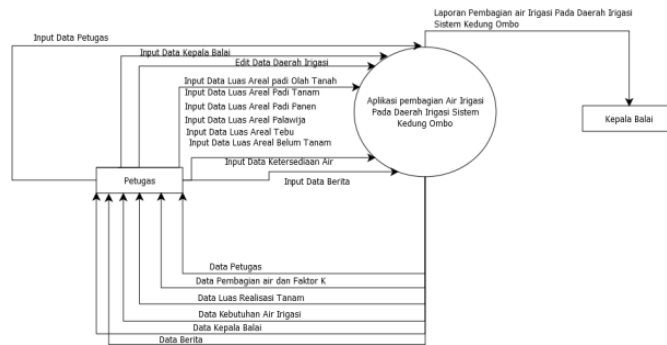 Laporan Pembagian air Irigasi Pada Daerah Irigasi
Sistem Kedung Ombo
Input Data Petugas
Input Data Kepala Balai
Edit Data Daerah Irigasi
Input Data Luas Areal padi Olah Tanah
Input Data Luas Areal Padi Tanam
Input Data Luas Areal Padi Panen
Input Data Luas Areal Palawija
Input Data Luas Areal Tebu
Input Data Luas Areal Belum Tanam
Aplikasi pembagian Air Irigasi
Pada Daerah Irigasi Sistem
Kedung Ombo
Kepala Balai
Input Data Ketersediaan Air
Petugas
Input Data Berita
Data Petugas
Data Pembagian air dan Faktor K
Data Luas Realisasi Tanam
Data Kebutuhan Air Irigasi
Data Kepala Balai
Data Berita